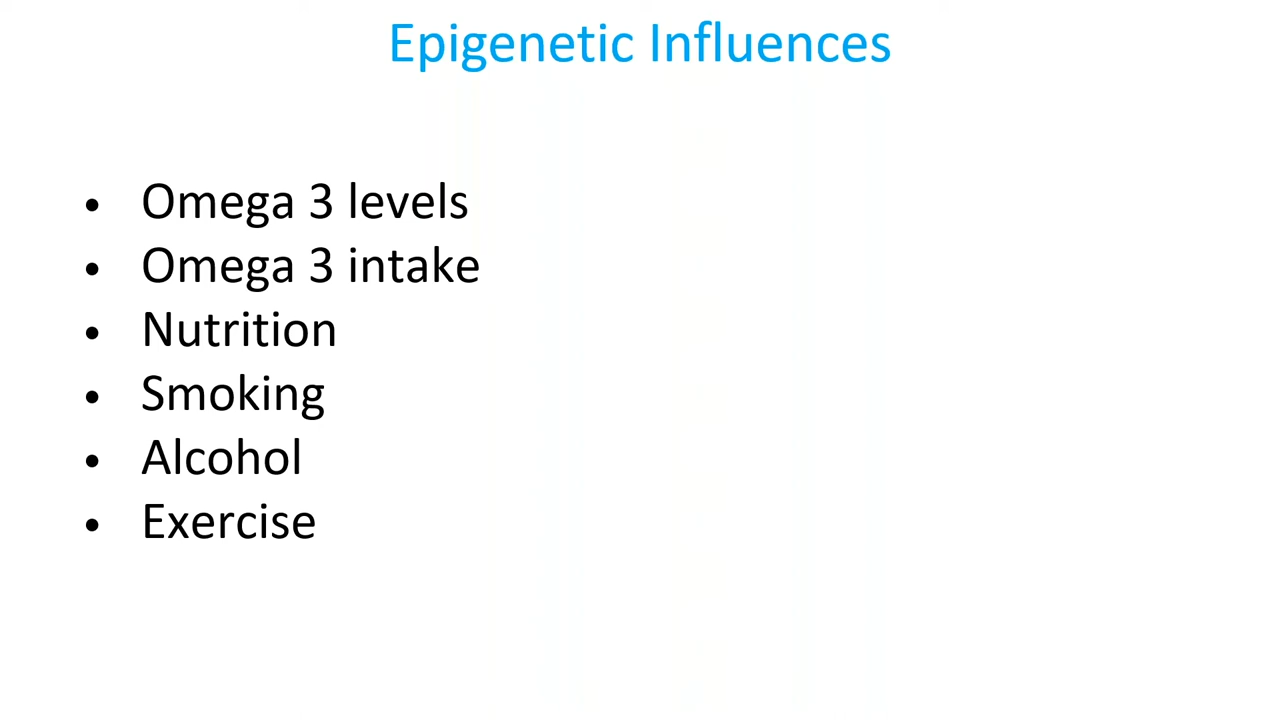 Epigenetic Influences
• Omega 3 levels
• Omega 3 intake
• Nutrition
• Smoking
• Alcohol
• Exercise